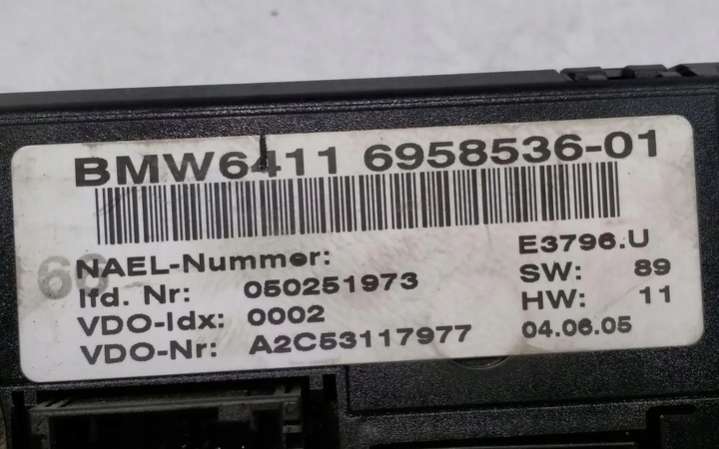 BMW6411 6958536-01
66
NAEL-Nummer: E3796.U
lfd. Nr: 050251973 SW: 89
VDO-Idx: 0002 HW: 11
VDO-Nr: A2C53117977 04.06.05